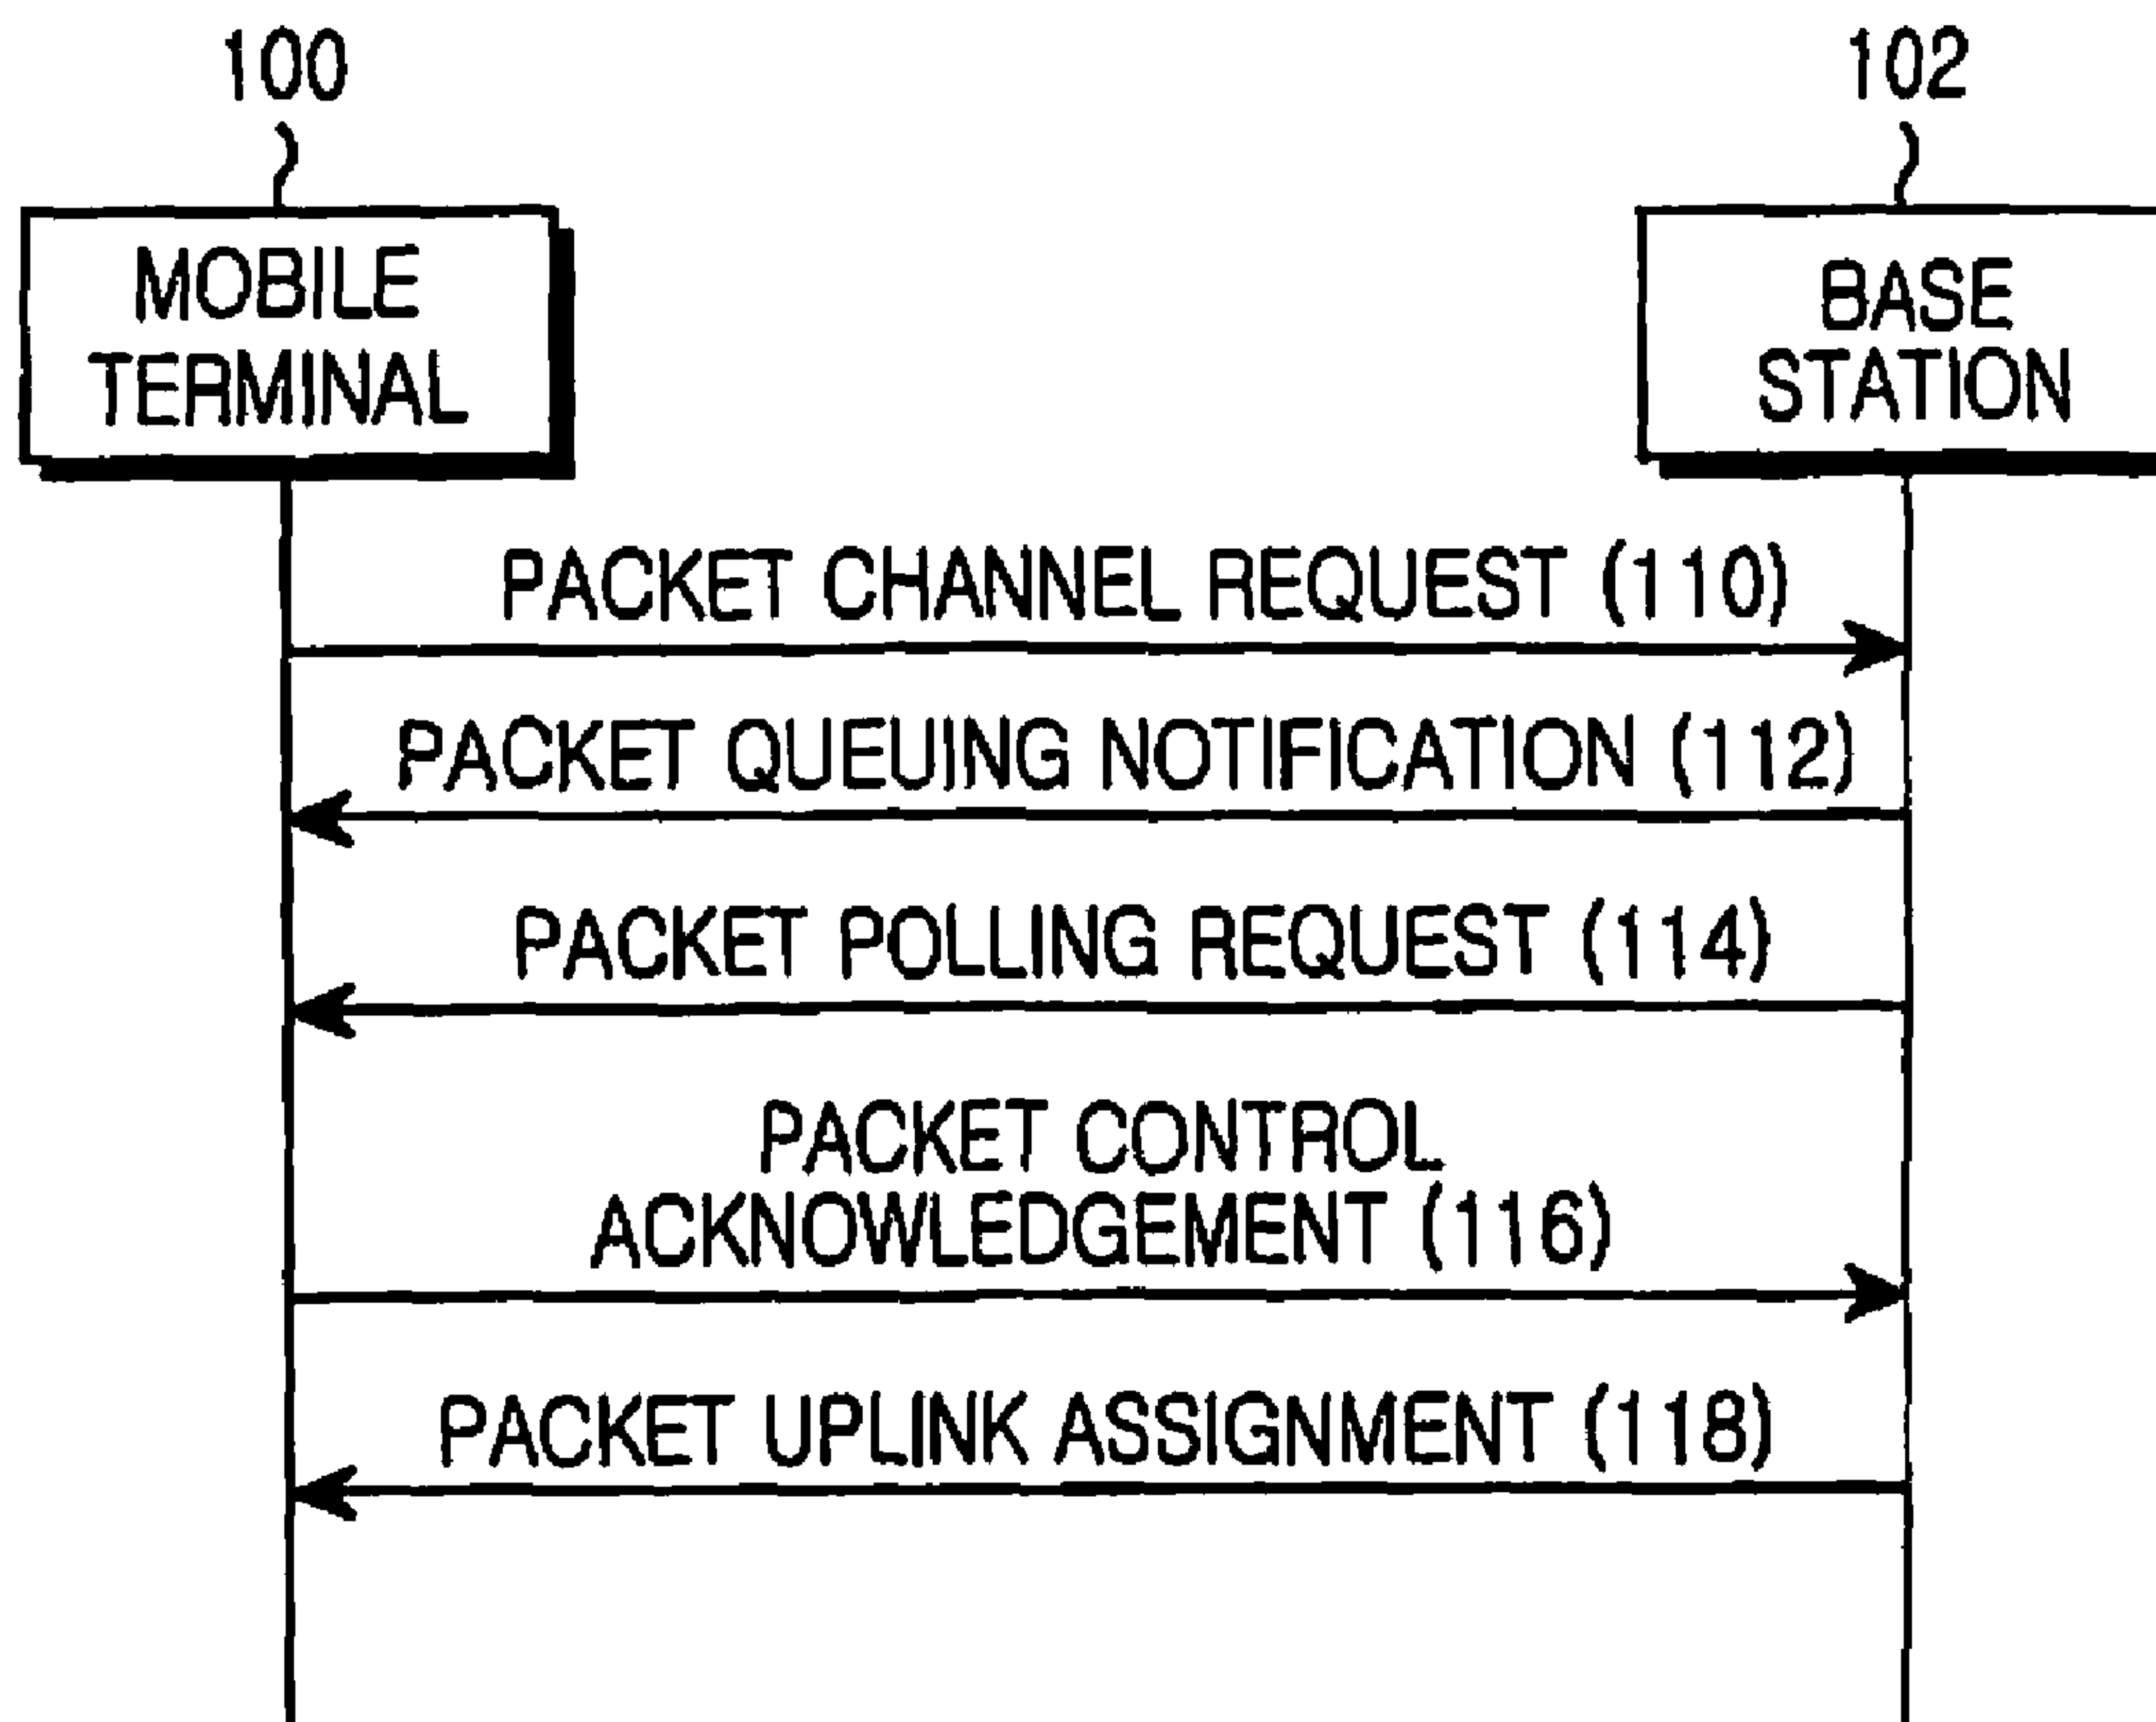 100
102
MOBILE
TERMINAL
BASE
STATION
PACKET CHANNEL REQUEST (110)
PACKET QUEUING NOTIFICATION (112)
PACKET POLLING REQUEST (114)
PACKET CONTROL
ACKNOWLEDGEMENT (116)
PACKET UPLINK ASSIGNMENT (118)